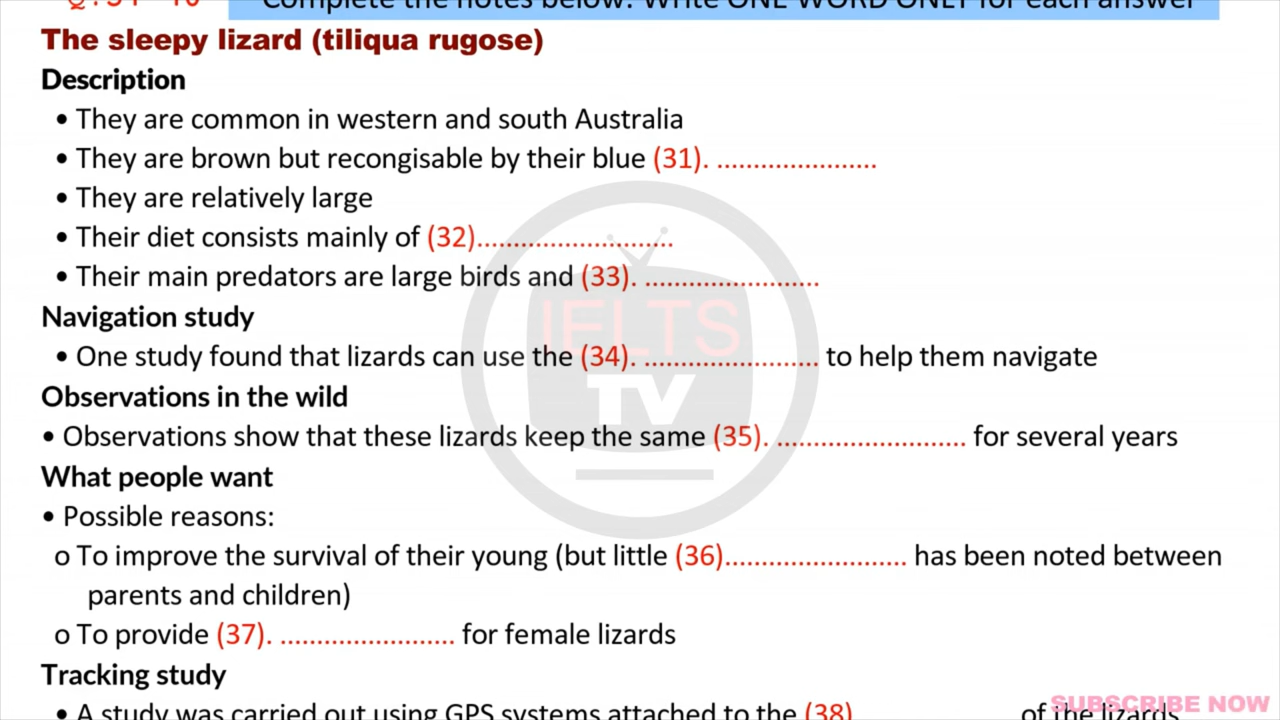 Q : 31 - 40 Complete the notes below. Write ONE WORD ONLY for each answer
The sleepy lizard (tiliqua rugose)
Description
• They are common in western and south Australia
• They are brown but recongisable by their blue (31). ......................
• They are relatively large
• Their diet consists mainly of (32)...........................
• Their main predators are large birds and (33). ........................
Navigation study
• One study found that lizards can use the (34). ........................ to help them navigate
Observations in the wild
• Observations show that these lizards keep the same (35). .......................... for several years
What people want
• Possible reasons:
o To improve the survival of their young (but little (36)......................... has been noted between
parents and children)
o To provide (37). ........................ for female lizards
Tracking study
• A study was carried out using GPS systems attached to the (38) of the lizards
IELTS
TV
SUBSCRIBE NOW